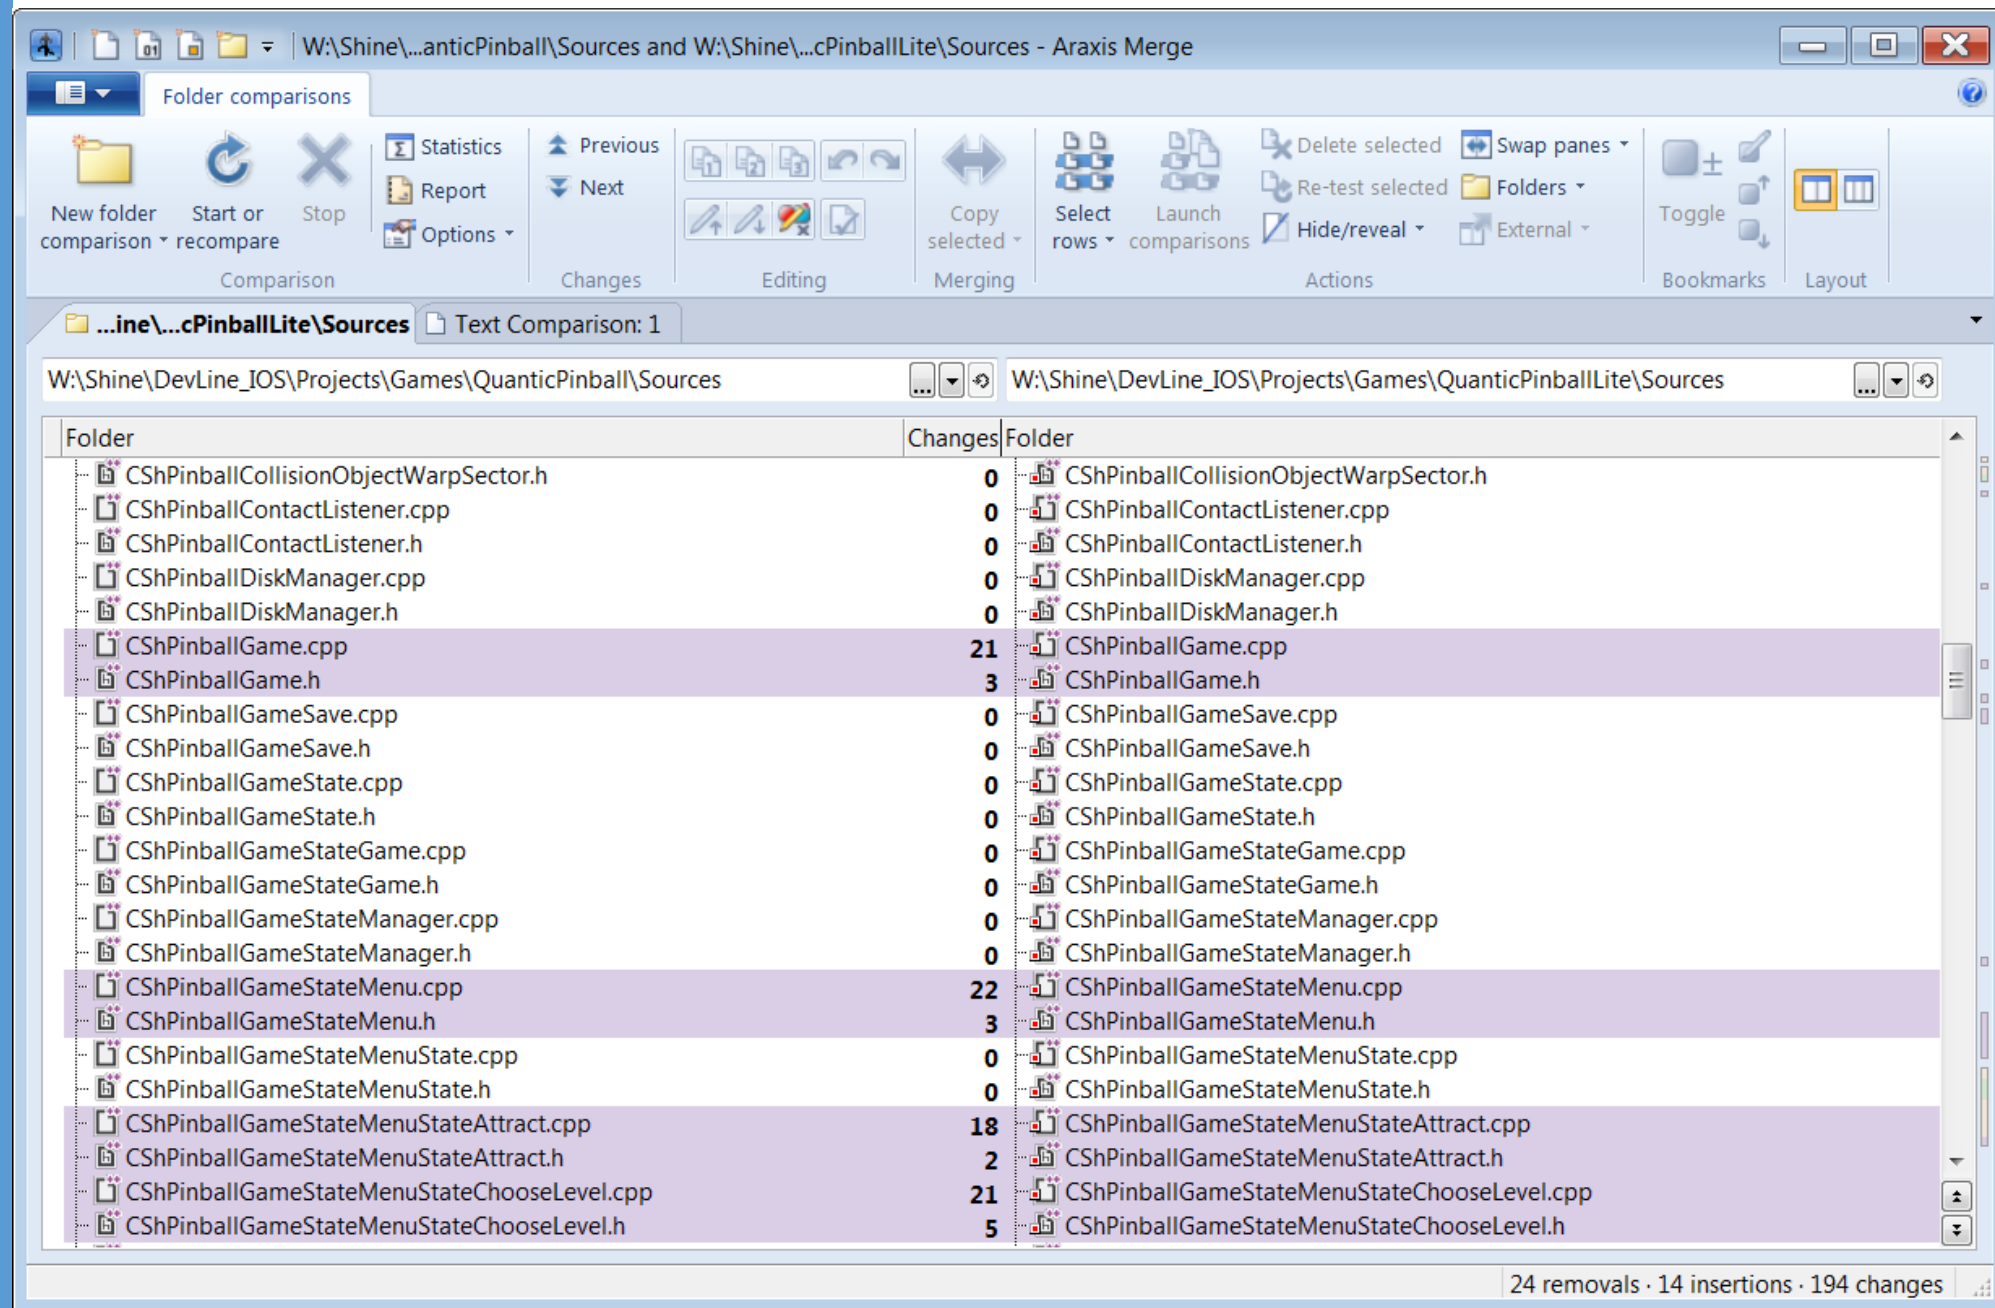 W:\Shine\...anticPinball\Sources and W:\Shine\...cPinballLite\Sources - Araxis Merge
Folder comparisons
New folder comparison
Start or recompare
Stop
Statistics
Report
Options
Comparison
Previous
Next
Changes
Editing
Copy selected
Merging
Select rows
Launch comparisons
Delete selected
Re-test selected
Hide/reveal
Swap panes
Folders
External
Actions
Toggle
Bookmarks
Layout
...ine\...cPinballLite\Sources
Text Comparison: 1
W:\Shine\DevLine_IOS\Projects\Games\QuanticPinball\Sources ... W:\Shine\DevLine_IOS\Projects\Games\QuanticPinballLite\Sources ...
Folder Changes Folder
CShPinballCollisionObjectWarpSector.h 0 CShPinballCollisionObjectWarpSector.h
CShPinballContactListener.cpp 0 CShPinballContactListener.cpp
CShPinballContactListener.h 0 CShPinballContactListener.h
CShPinballDiskManager.cpp 0 CShPinballDiskManager.cpp
CShPinballDiskManager.h 0 CShPinballDiskManager.h
CShPinballGame.cpp 21 CShPinballGame.cpp
CShPinballGame.h 3 CShPinballGame.h
CShPinballGameSave.cpp 0 CShPinballGameSave.cpp
CShPinballGameSave.h 0 CShPinballGameSave.h
CShPinballGameState.cpp 0 CShPinballGameState.cpp
CShPinballGameState.h 0 CShPinballGameState.h
CShPinballGameStateGame.cpp 0 CShPinballGameStateGame.cpp
CShPinballGameStateGame.h 0 CShPinballGameStateGame.h
CShPinballGameStateManager.cpp 0 CShPinballGameStateManager.cpp
CShPinballGameStateManager.h 0 CShPinballGameStateManager.h
CShPinballGameStateMenu.cpp 22 CShPinballGameStateMenu.cpp
CShPinballGameStateMenu.h 3 CShPinballGameStateMenu.h
CShPinballGameStateMenuState.cpp 0 CShPinballGameStateMenuState.cpp
CShPinballGameStateMenuState.h 0 CShPinballGameStateMenuState.h
CShPinballGameStateMenuStateAttract.cpp 18 CShPinballGameStateMenuStateAttract.cpp
CShPinballGameStateMenuStateAttract.h 2 CShPinballGameStateMenuStateAttract.h
CShPinballGameStateMenuStateChooseLevel.cpp 21 CShPinballGameStateMenuStateChooseLevel.cpp
CShPinballGameStateMenuStateChooseLevel.h 5 CShPinballGameStateMenuStateChooseLevel.h
24 removals · 14 insertions · 194 changes